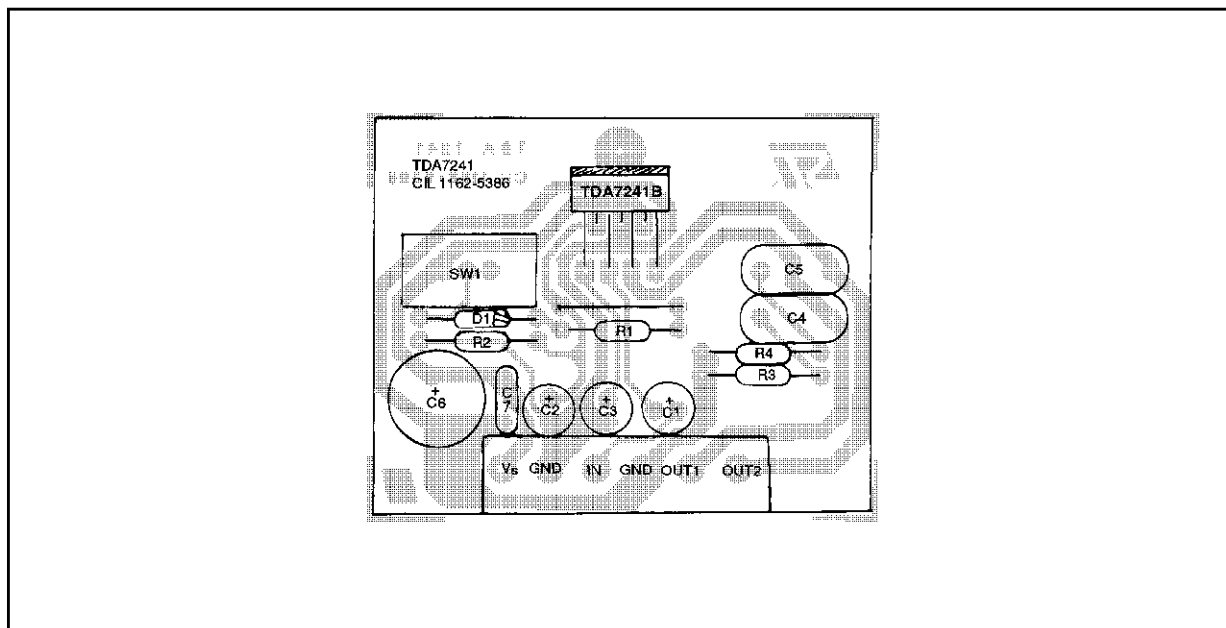 TDA7241
CIL 1162-5386
TDA7241B
SW1
C5
D1
R1
C4
R2
R4
R3
+
C6
C
7
+
C2
+
C3
+
C1
Vs GND IN GND OUT1 OUT2